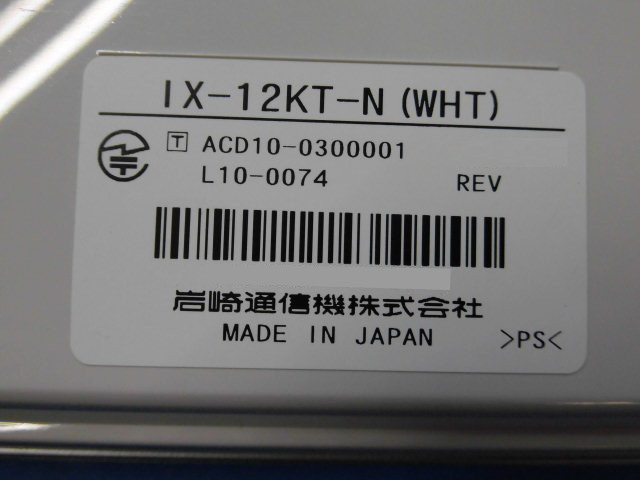 IX-12KT-N (WHT)
T ACD10-0300001
L10-0074 REV
岩崎通信機株式会社
MADE IN JAPAN
>PS<